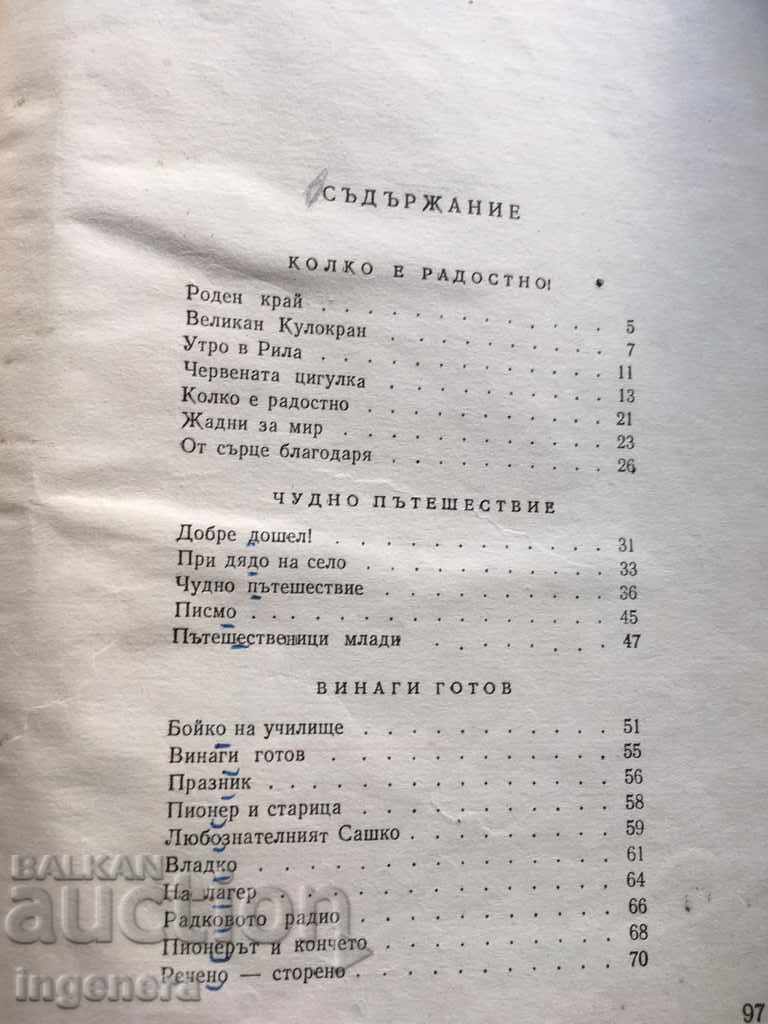 СЪДЪРЖАНИЕ
КОЛКО Е РАДОСТНО!
Роден край . . . . . . . . . . . 5
Великан Кулокран . . . . . . . . . 7
Утро в Рила . . . . . . . . . . . 11
Червената цигулка . . . . . . . . . 13
Колко е радостно . . . . . . . . . 21
Жадни за мир . . . . . . . . . . 23
От сърце благодаря . . . . . . . . 26
ЧУДНО ПЪТЕШЕСТВИЕ
Добре дошел! . . . . . . . . . . 31
При дядо на село . . . . . . . . . 33
Чудно пътешествие . . . . . . . . . 36
Писмо . . . . . . . . . . . . . 45
Пътешественици млади . . . . . . . 47
ВИНАГИ ГОТОВ
Бойко на училище . . . . . . . . . 51
Винаги готов . . . . . . . . . . . 55
Празник . . . . . . . . . . . . 56
Пионер и старица . . . . . . . . . 58
Любознателният Сашко . . . . . . . 59
Владко . . . . . . . . . . . . . 61
На лагер . . . . . . . . . . . . 64
Радковото радио . . . . . . . . . 66
Пионерът и кончето . . . . . . . . 68
Речено — сторено . . . . . . . . . 70
97
BALKAN
auction
ingenera